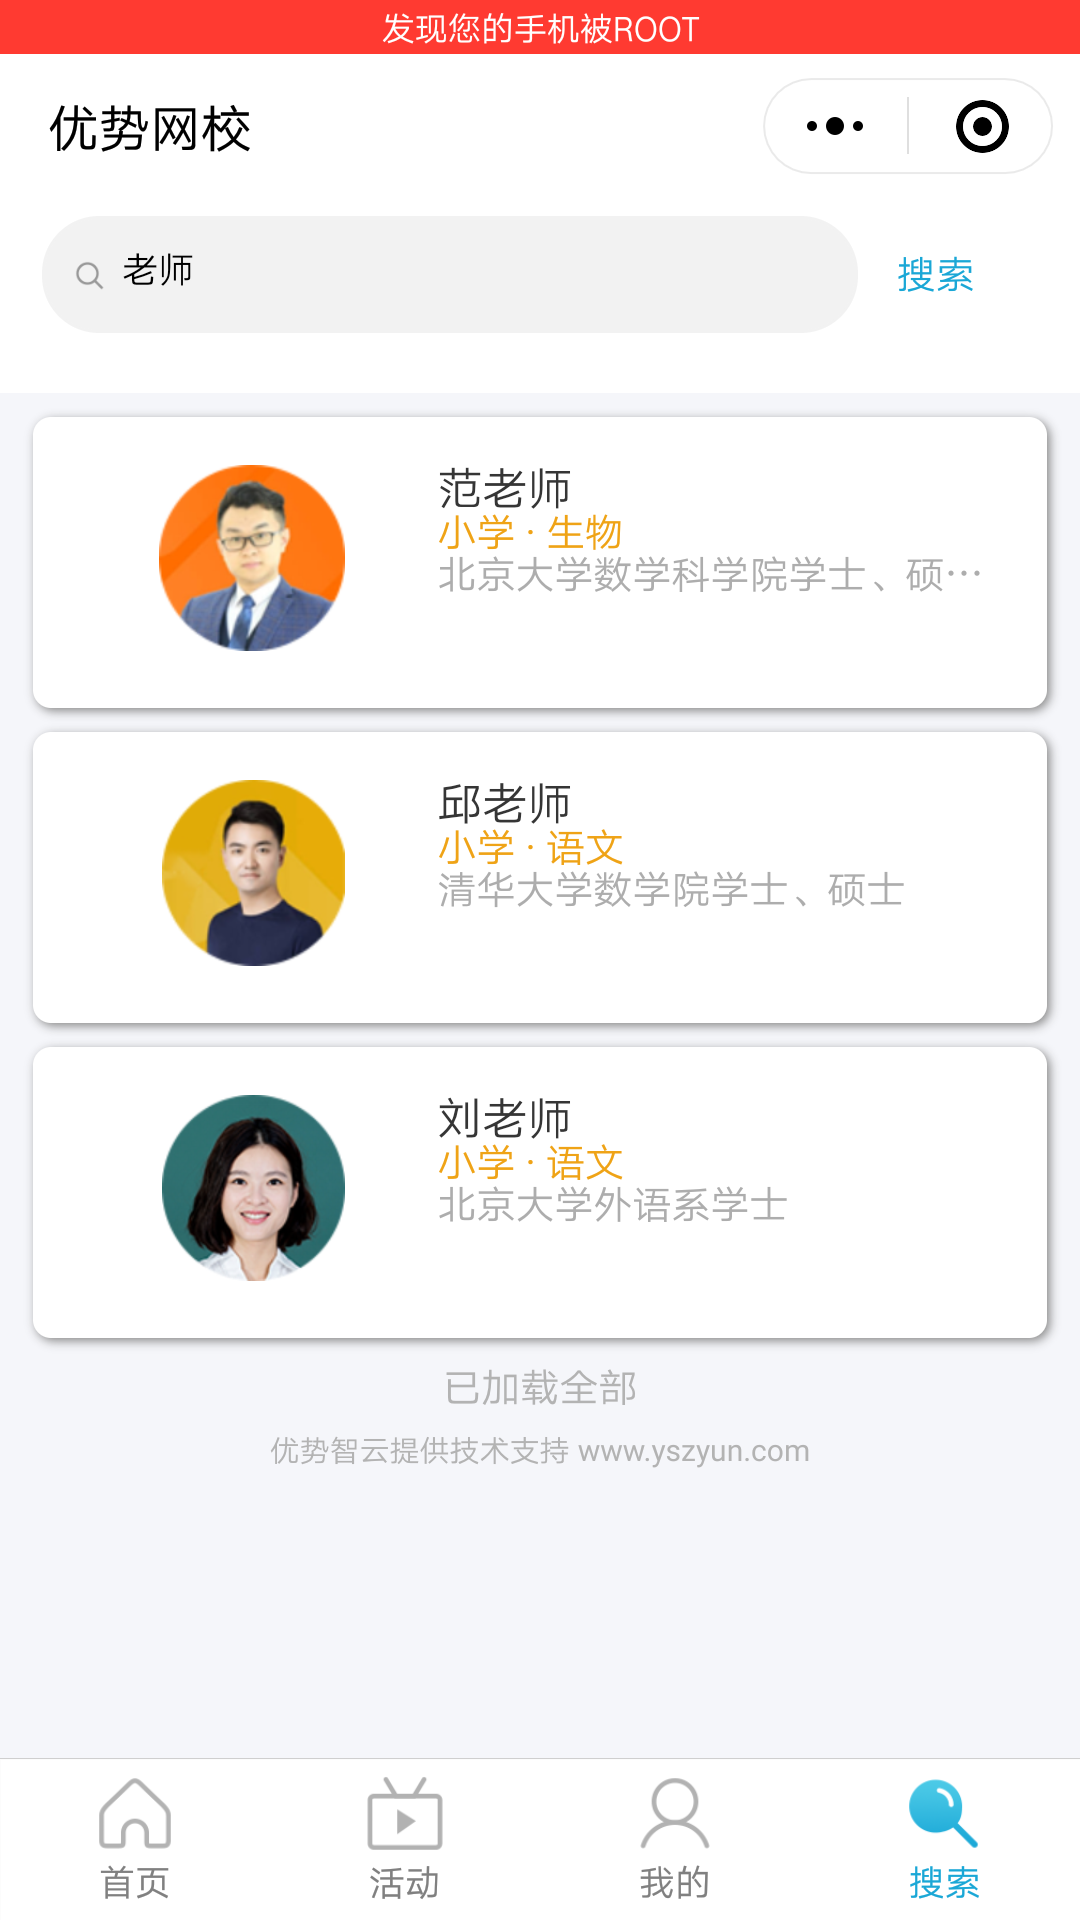 发现您的手机被ROOT
优势网校
老师
搜索
范老师
小学 · 生物
北京大学数学科学院学士、硕…
邱老师
小学 · 语文
清华大学数学院学士、硕士
刘老师
小学 · 语文
北京大学外语系学士
已加载全部
优势智云提供技术支持 www.yszyun.com
首页
活动
我的
搜索